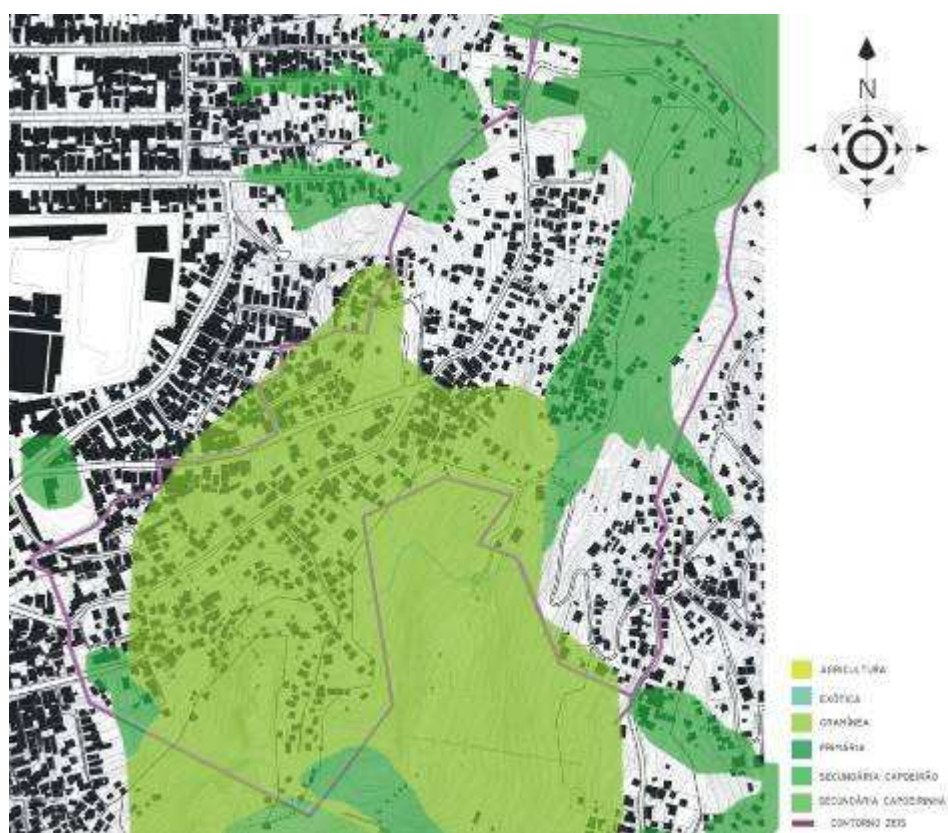 N
AGRICULTURA
EXÓTICA
GRAMÍNEA
PRIMÁRIA
SECUNDÁRIA CAPOEIRÃO
SECUNDÁRIA CAPOEIRINHA
CONTORNO ZEIS